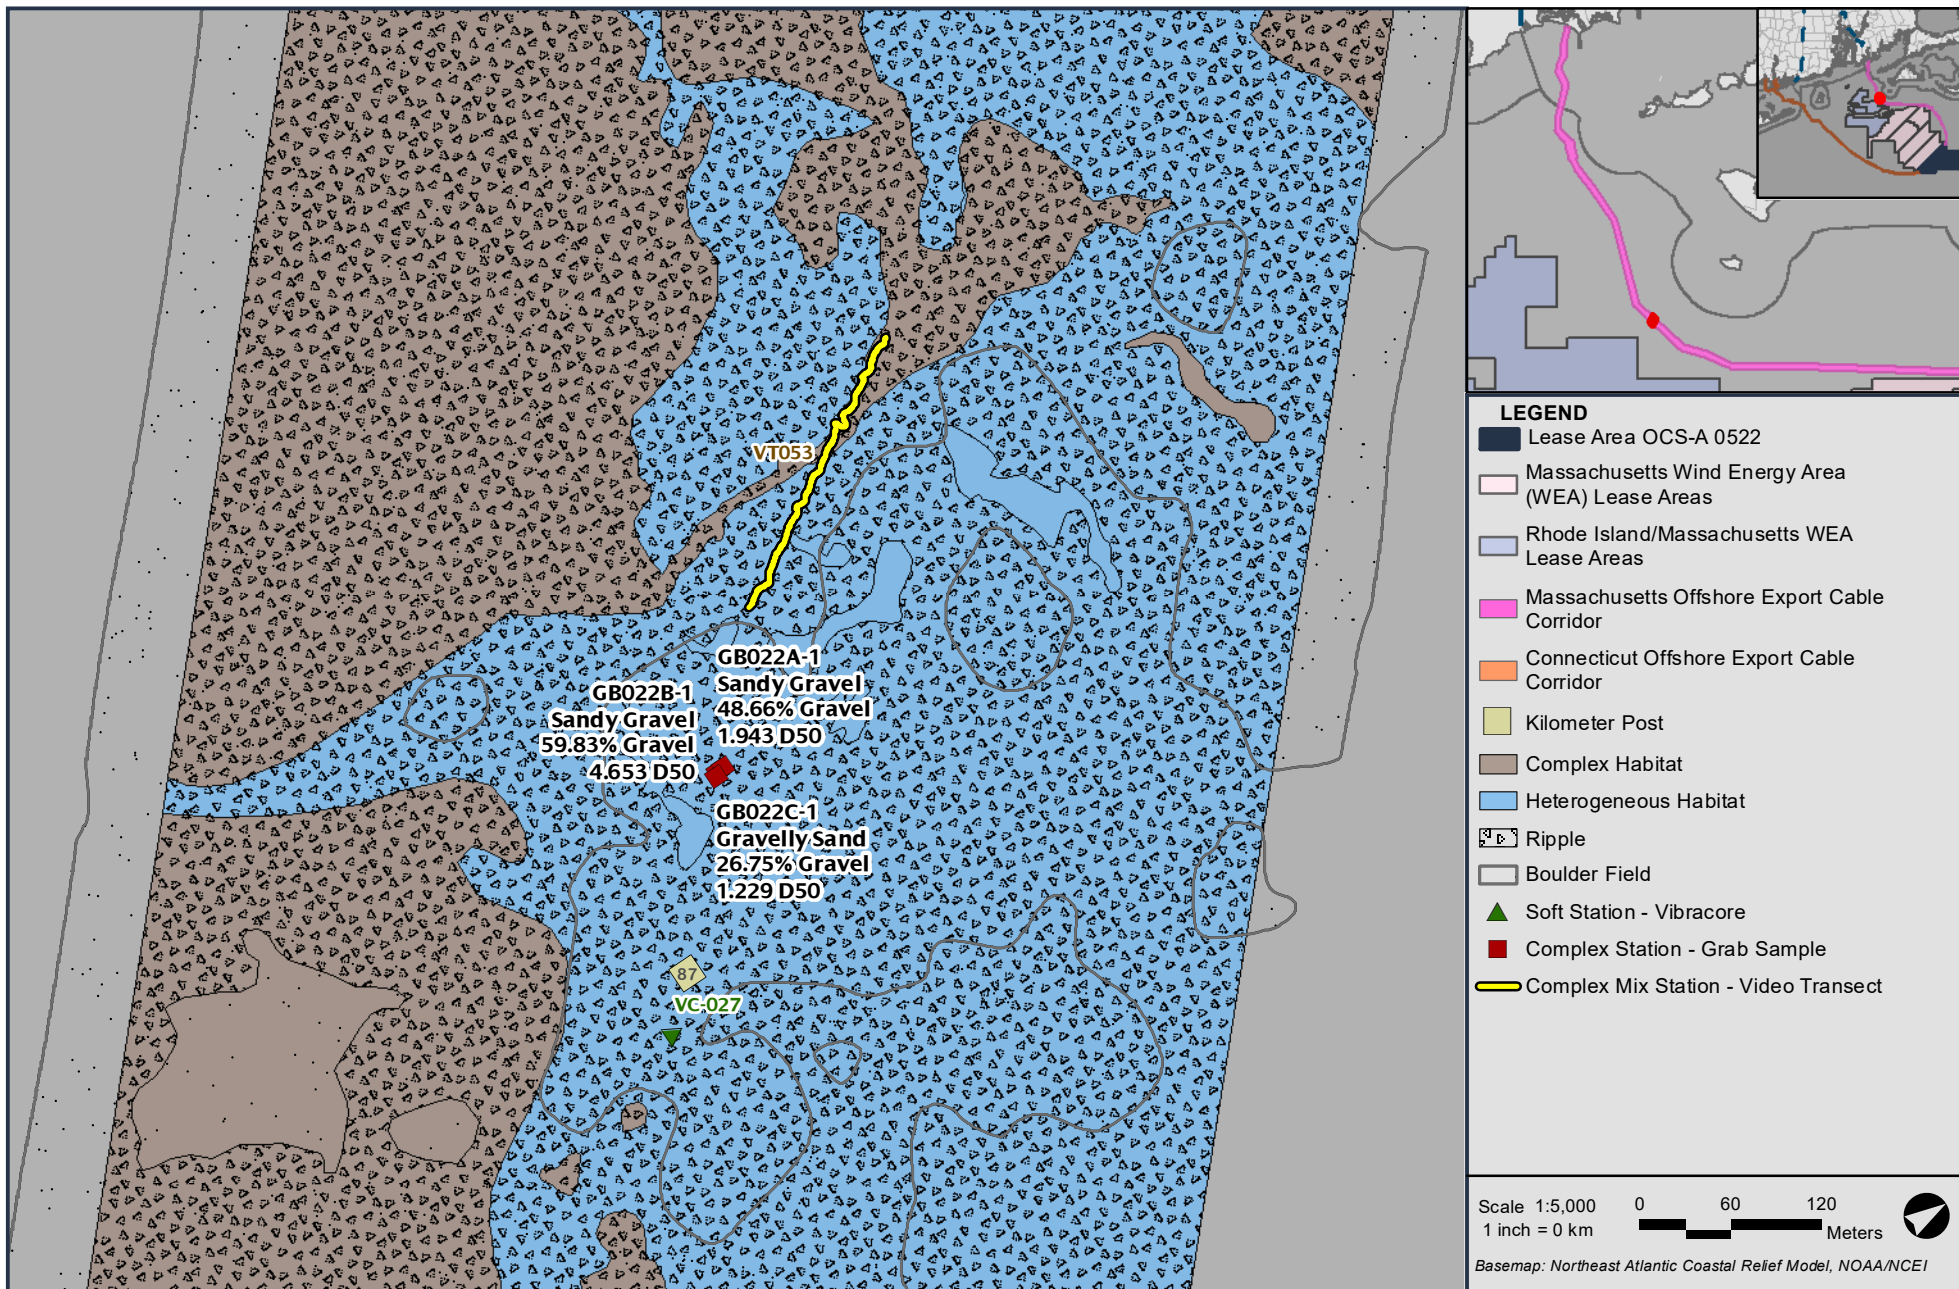 VT053
GB022A-1
Sandy Gravel
48.66% Gravel
1.943 D50
GB022B-1
Sandy Gravel
59.83% Gravel
4.653 D50
GB022C-1
Gravelly Sand
26.75% Gravel
1.229 D50
87
VC-027
LEGEND
Lease Area OCS-A 0522
Massachusetts Wind Energy Area
(WEA) Lease Areas
Rhode Island/Massachusetts WEA
Lease Areas
Massachusetts Offshore Export Cable
Corridor
Connecticut Offshore Export Cable
Corridor
Kilometer Post
Complex Habitat
Heterogeneous Habitat
Ripple
Boulder Field
Soft Station - Vibracore
Complex Station - Grab Sample
Complex Mix Station - Video Transect
Scale 1:5,000
1 inch = 0 km
0 60 120
Meters
Basemap: Northeast Atlantic Coastal Relief Model, NOAA/NCEI